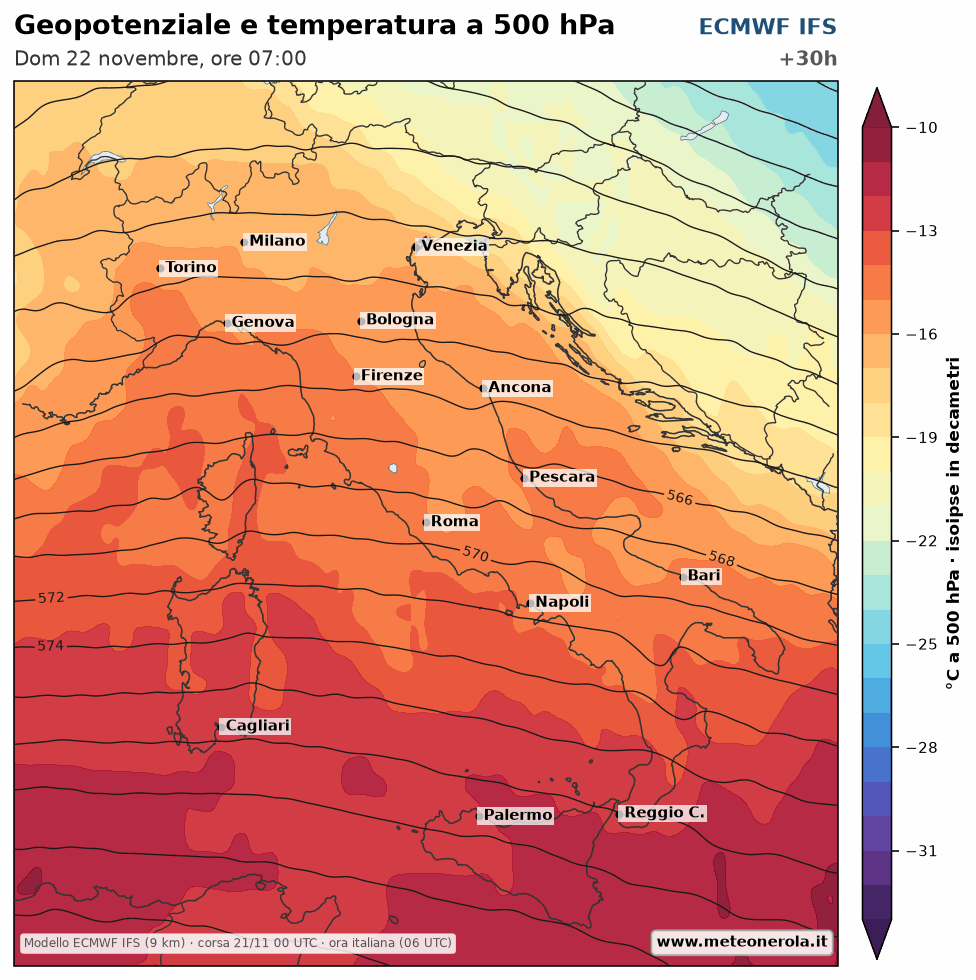 Geopotenziale e temperatura a 500 hPa
ECMWF IFS
Dom 22 novembre, ore 07:00
+30h
Milano
Venezia
Torino
Genova
Bologna
Firenze
Ancona
Pescara
566
Roma
570
568
Bari
572
Napoli
574
Cagliari
Palermo
Reggio C.
Modello ECMWF IFS (9 km) · corsa 21/11 00 UTC · ora italiana (06 UTC)
www.meteonerola.it
−10
−13
−16
−19
−22
−25
−28
−31
°C a 500 hPa · isoipse in decametri